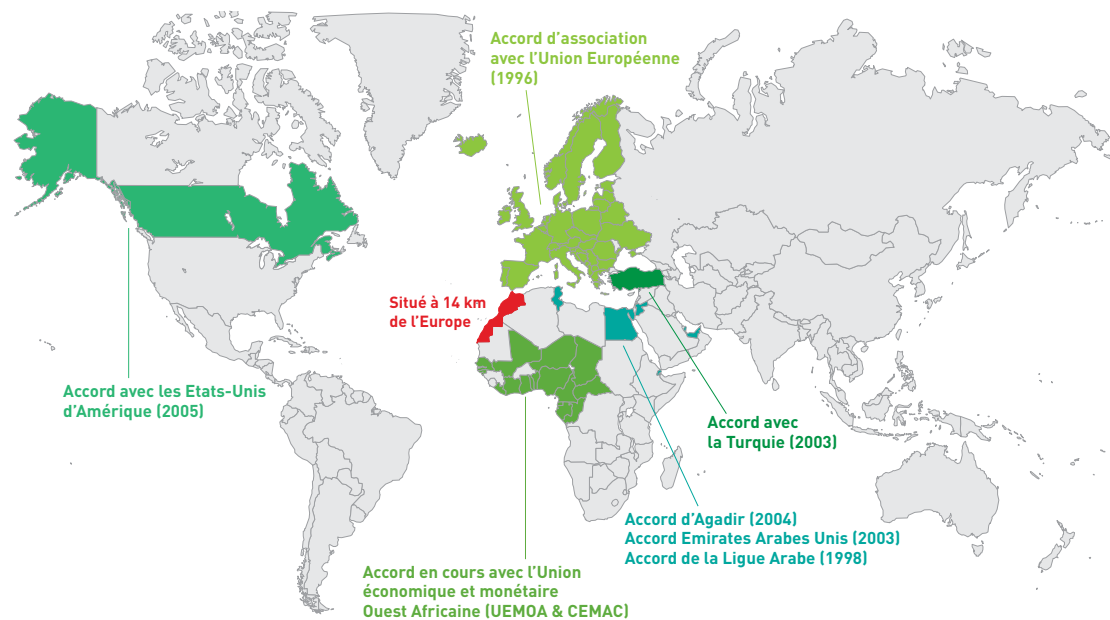 Accord d’association
avec l’Union Européenne
(1996)
Situé à 14 km
de l’Europe
Accord avec les Etats-Unis
d’Amérique (2005)
Accord avec
la Turquie (2003)
Accord d’Agadir (2004)
Accord Emirates Arabes Unis (2003)
Accord de la Ligue Arabe (1998)
Accord en cours avec l’Union
économique et monétaire
Ouest Africaine (UEMOA & CEMAC)